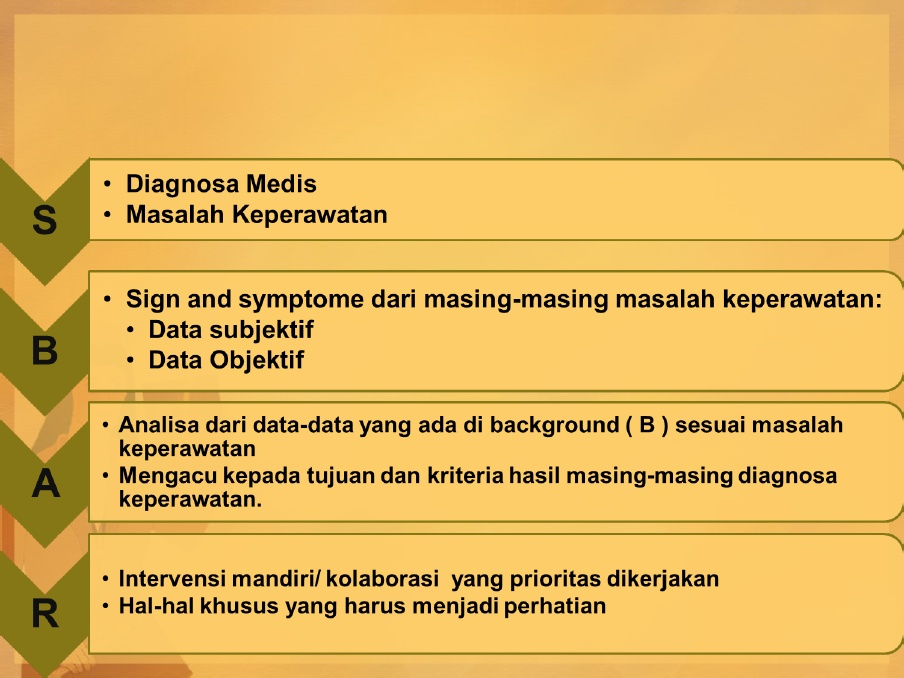 S
• Diagnosa Medis
• Masalah Keperawatan
B
• Sign and symptome dari masing-masing masalah keperawatan:
• Data subjektif
• Data Objektif
A
• Analisa dari data-data yang ada di background ( B ) sesuai masalah
keperawatan
• Mengacu kepada tujuan dan kriteria hasil masing-masing diagnosa
keperawatan.
R
• Intervensi mandiri/ kolaborasi  yang prioritas dikerjakan
• Hal-hal khusus yang harus menjadi perhatian